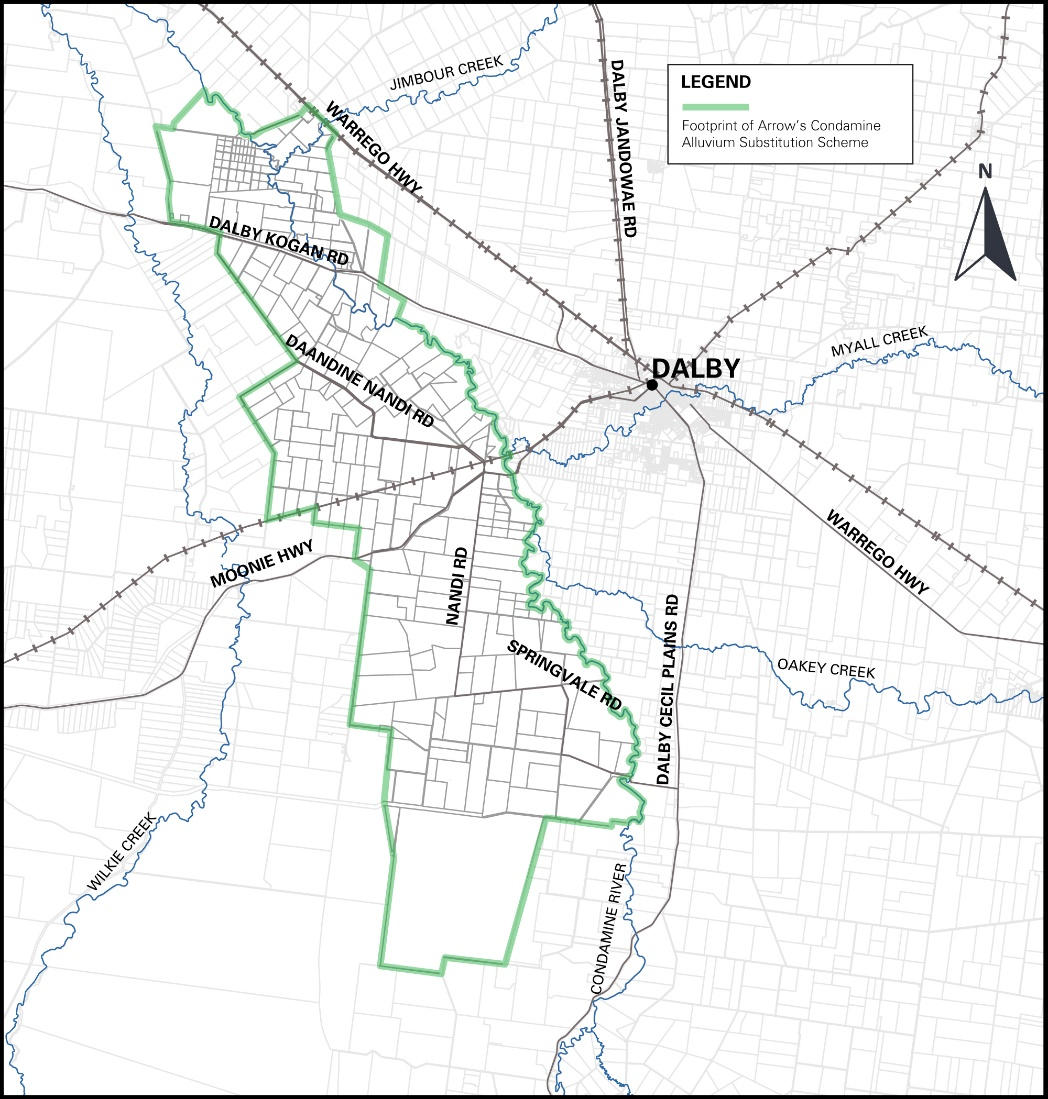 JIMBOUR CREEK
WARREGO HWY
DALBY JANDOWAE RD
LEGEND
Footprint of Arrow's Condamine
Alluvium Substitution Scheme
N
DALBY KOGAN RD
DAANDINE NANDI RD
DALBY
MYALL CREEK
WARREGO HWY
MOONIE HWY
NANDI RD
SPRINGVALE RD
DALBY CECIL PLAINS RD
OAKEY CREEK
WILKIE CREEK
CONDAMINE RIVER